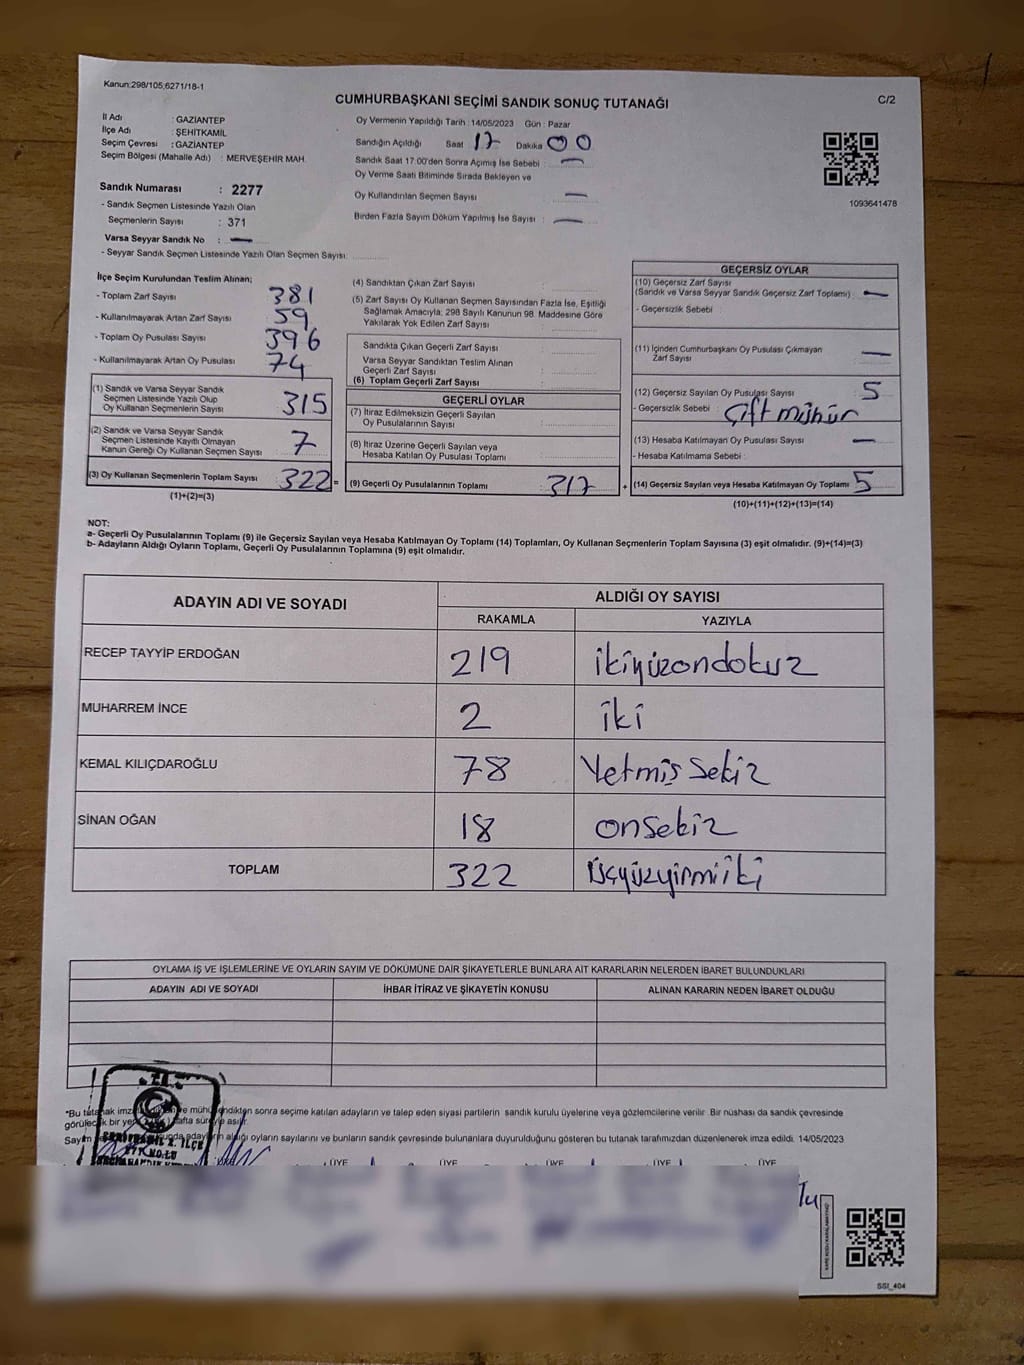 Kanun:298/105;6271/18-1
CUMHURBAŞKANI SEÇİMİ SANDIK SONUÇ TUTANAĞI
C/2
İl Adı : GAZİANTEP
İlçe Adı : ŞEHİTKAMİL
Seçim Çevresi : GAZİANTEP
Seçim Bölgesi (Mahalle Adı) : MERVEŞEHİR MAH.
Sandık Numarası : 2277
- Sandık Seçmen Listesinde Yazılı Olan
Seçmenlerin Sayısı : 371
Varsa Seyyar Sandık No : —
- Seyyar Sandık Seçmen Listesinde Yazılı Olan Seçmen Sayısı:
Oy Vermenin Yapıldığı Tarih : 14/05/2023 Gün : Pazar
Sandığın Açıldığı Saat 17 Dakika 00
Sandık Saat 17:00'den Sonra Açımış İse Sebebi : —
Oy Verme Saati Bitiminde Sırada Bekleyen ve
Oy Kullandırılan Seçmen Sayısı : —
Birden Fazla Sayım Döküm Yapılmış İse Sayısı : —
1093641478
İlçe Seçim Kurulundan Teslim Alınan;
- Toplam Zarf Sayısı 381
- Kullanılmayarak Artan Zarf Sayısı 59
- Toplam Oy Pusulası Sayısı 396
- Kullanılmayarak Artan Oy Pusulası 74
(1) Sandık ve Varsa Seyyar Sandık
Seçmen Listesinde Yazılı Olup
Oy Kullanan Seçmenlerin Sayısı 315
(2) Sandık ve Varsa Seyyar Sandık
Seçmen Listesinde Kayıtlı Olmayan
Kanun Gereği Oy Kullanan Seçmen Sayısı 7
(3) Oy Kullanan Seçmenlerin Toplam Sayısı 322 =
(1)+(2)=(3)
(4) Sandıktan Çıkan Zarf Sayısı :
(5) Zarf Sayısı Oy Kullanan Seçmen Sayısından Fazla İse, Eşitliği
Sağlamak Amacıyla; 298 Sayılı Kanunun 98. Maddesine Göre
Yakılarak Yok Edilen Zarf Sayısı :
Sandıkta Çıkan Geçerli Zarf Sayısı :
Varsa Seyyar Sandıktan Teslim Alınan
Geçerli Zarf Sayısı :
(6) Toplam Geçerli Zarf Sayısı :
GEÇERLİ OYLAR
(7) İtiraz Edilmeksizin Geçerli Sayılan
Oy Pusulalarının Sayısı :
(8) İtiraz Üzerine Geçerli Sayılan veya
Hesaba Katılan Oy Pusulası Toplamı :
(9) Geçerli Oy Pusulalarının Toplamı : 317 +
GEÇERSİZ OYLAR
(10) Geçersiz Zarf Sayısı
(Sandık ve Varsa Seyyar Sandık Geçersiz Zarf Toplamı) : —
- Geçersizlik Sebebi :
(11) İçinden Cumhurbaşkanı Oy Pusulası Çıkmayan
Zarf Sayısı : —
(12) Geçersiz Sayılan Oy Pusulası Sayısı : 5
- Geçersizlik Sebebi : Çift mühür
(13) Hesaba Katılmayan Oy Pusulası Sayısı : —
- Hesaba Katılmama Sebebi :
(14) Geçersiz Sayılan veya Hesaba Katılmayan Oy Toplamı : 5
(10)+(11)+(12)+(13)=(14)
NOT:
a- Geçerli Oy Pusulalarının Toplamı (9) ile Geçersiz Sayılan veya Hesaba Katılmayan Oy Toplamı (14) Toplamları, Oy Kullanan Seçmenlerin Toplam Sayısına (3) eşit olmalıdır. (9)+(14)=(3)
b- Adayların Aldığı Oyların Toplamı, Geçerli Oy Pusulalarının Toplamına (9) eşit olmalıdır.
ADAYIN ADI VE SOYADI
ALDIĞI OY SAYISI
RAKAMLA YAZIYLA
RECEP TAYYİP ERDOĞAN 219 ikiyüzondokuz
MUHARREM İNCE 2 iki
KEMAL KILIÇDAROĞLU 78 Yetmiş Sekiz
SİNAN OĞAN 18 onsekiz
TOPLAM 322 Üçyüzyirmiiki
OYLAMA İŞ VE İŞLEMLERİNE VE OYLARIN SAYIM VE DÖKÜMÜNE DAİR ŞİKAYETLERLE BUNLARA AİT KARARLARIN NELERDEN İBARET BULUNDUKLARI
ADAYIN ADI VE SOYADI İHBAR İTİRAZ VE ŞİKAYETİN KONUSU ALINAN KARARIN NEDEN İBARET OLDUĞU
*Bu tutanak sonra seçime katılan adayların ve talep eden siyasi partilerin sandık kurulu üyelerine veya gözlemcilerine verilir. Bir nüshası da sandık çevresinde
görülecek bir hafta süreyle asılır.
Sayım adayların aldığı oyların sayılarını ve bunların sandık çevresinde bulunanlara duyurulduğunu gösteren bu tutanak tarafımızdan düzenlenerek imza edildi. 14/05/2023
T.C.
ÜYE ÜYE ÜYE ÜYE ÜYE
SSI_404